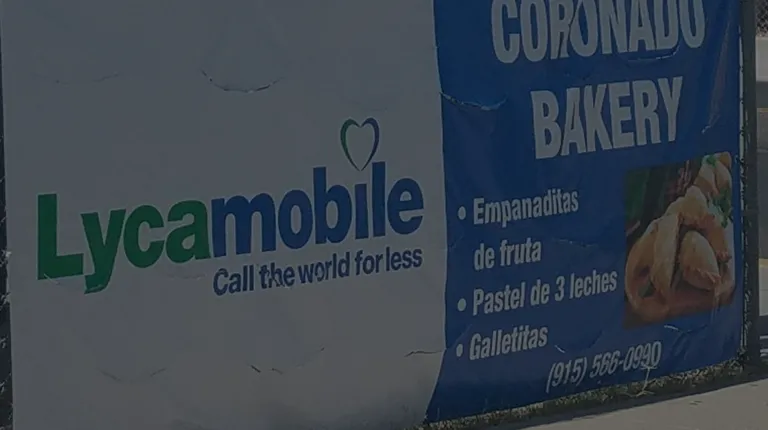 Lycamobile
Call the world for less
CORONADO
BAKERY
• Empanaditas
de fruta
• Pastel de 3 leches
• Galletitas
(915) 566-0990